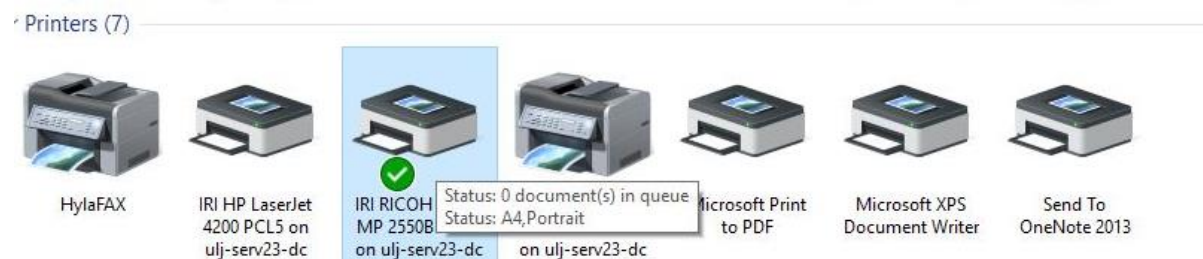 Printers (7)
HylaFAX
IRI HP LaserJet
4200 PCL5 on
ulj-serv23-dc
IRI RICOH
MP 2550B
on ulj-serv23-dc
Status: 0 document(s) in queue
Status: A4,Portrait
on ulj-serv23-dc
Microsoft Print
to PDF
Microsoft XPS
Document Writer
Send To
OneNote 2013